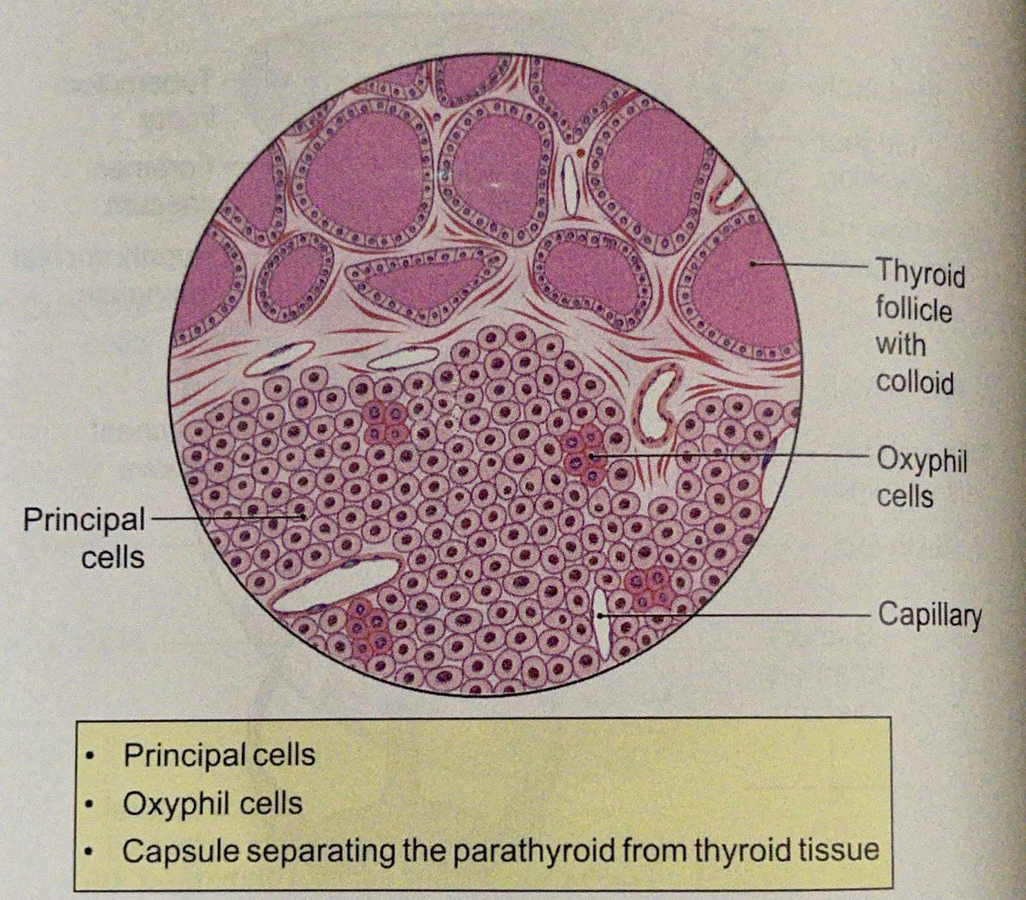 Thyroid
follicle
with
colloid
Oxyphil
cells
Principal
cells
Capillary
• Principal cells
• Oxyphil cells
• Capsule separating the parathyroid from thyroid tissue